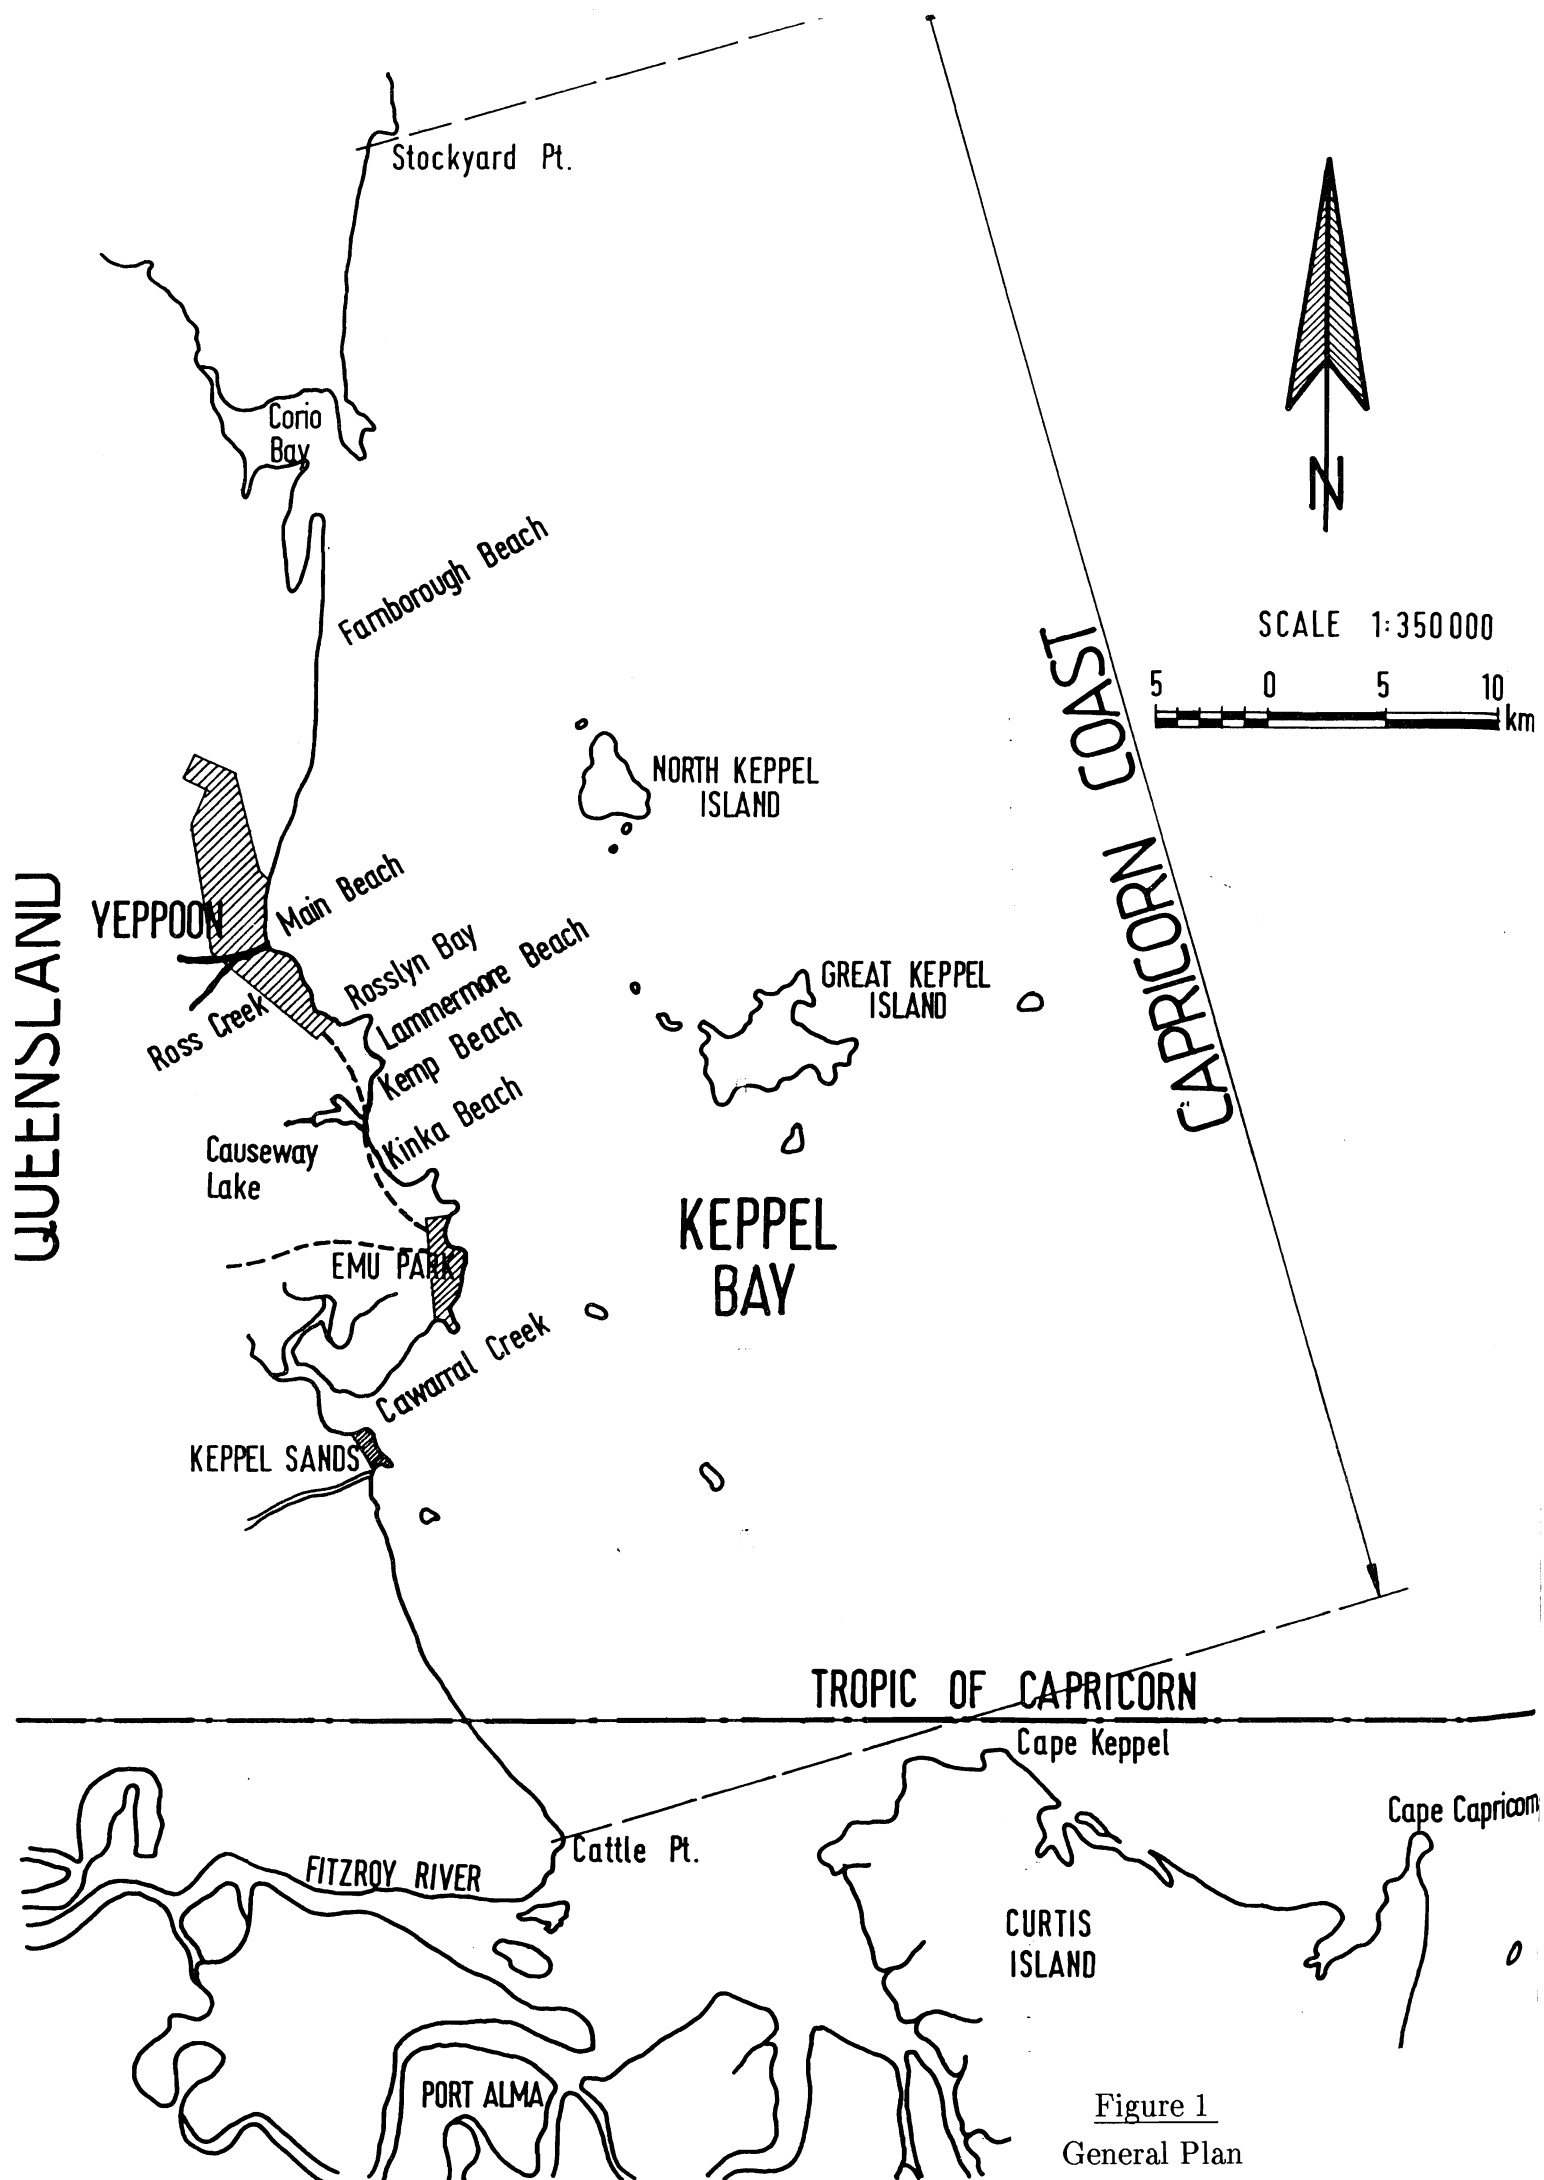 Stockyard Pt.
Corio
Bay
Farnborough Beach
N
SCALE 1:350 000
5 0 5 10
km
CAPRICORN COAST
NORTH KEPPEL
ISLAND
QUEENSLAND
YEPPOON
Main Beach
Rosslyn Bay
Lammermore Beach
Ross Creek
Kemp Beach
GREAT KEPPEL
ISLAND
Kinka Beach
Causeway
Lake
KEPPEL
BAY
EMU PARK
Cawarral Creek
KEPPEL SANDS
TROPIC OF CAPRICORN
Cape Keppel
Cape Capricorn
Cattle Pt.
FITZROY RIVER
CURTIS
ISLAND
PORT ALMA
Figure 1
General Plan